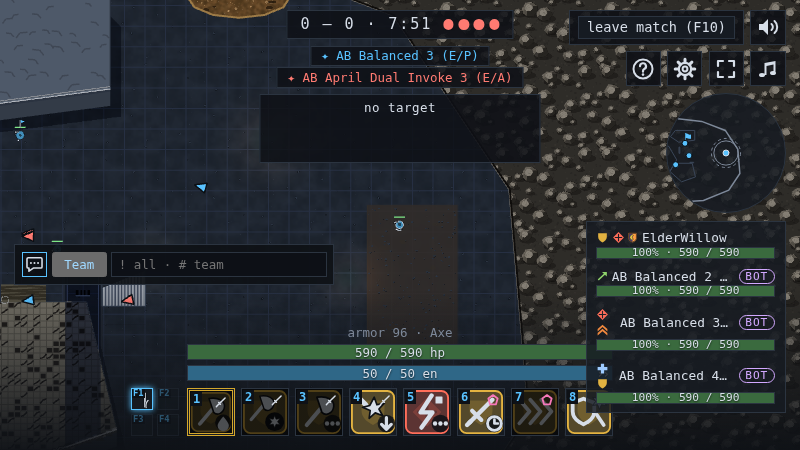 0 — 0 · 7:51
leave match (F10)
✦ AB Balanced 3 (E/P)
✦ AB April Dual Invoke 3 (E/A)
no target
ElderWillow
100% · 590 / 590
AB Balanced 2 … BOT
100% · 590 / 590
AB Balanced 3… BOT
100% · 590 / 590
AB Balanced 4… BOT
100% · 590 / 590
Team
! all · # team
armor 96 · Axe
590 / 590 hp
50 / 50 en
F1 F2
F3 F4
1 2 3 4 5 6 7 8